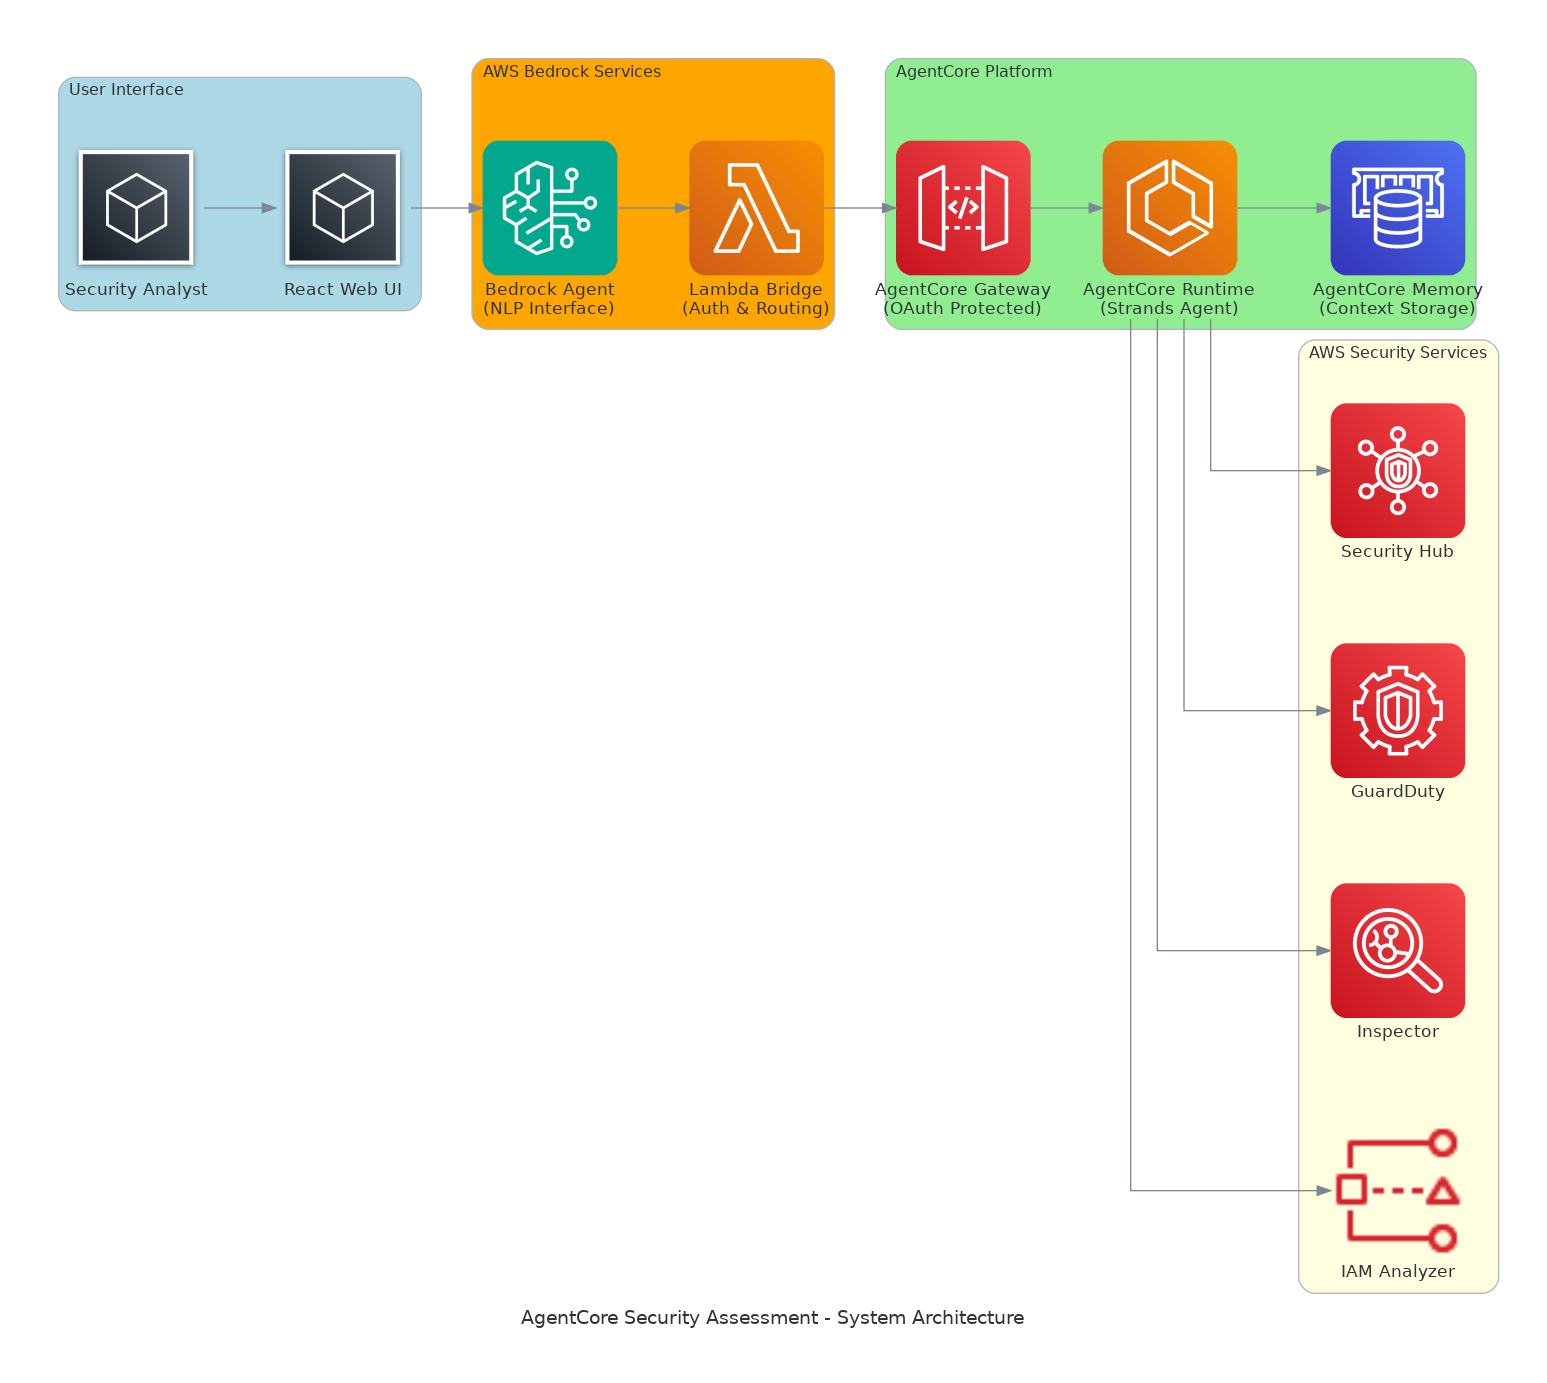 User Interface
Security Analyst
React Web UI
AWS Bedrock Services
Bedrock Agent
(NLP Interface)
Lambda Bridge
(Auth & Routing)
AgentCore Platform
AgentCore Gateway
(OAuth Protected)
AgentCore Runtime
(Strands Agent)
AgentCore Memory
(Context Storage)
AWS Security Services
Security Hub
GuardDuty
Inspector
IAM Analyzer
AgentCore Security Assessment - System Architecture